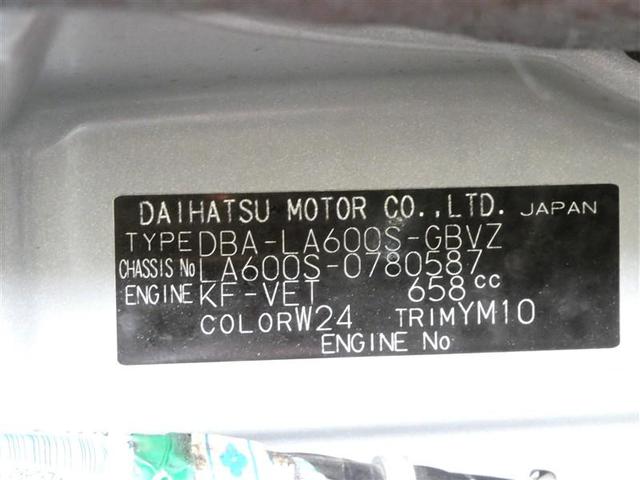 DAIHATSU MOTOR CO.,LTD. JAPAN
TYPE DBA-LA600S-GBVZ
CHASSIS No LA600S-0780587
ENGINE KF-VET 658cc
COLOR W24 TRIM YM10
ENGINE No